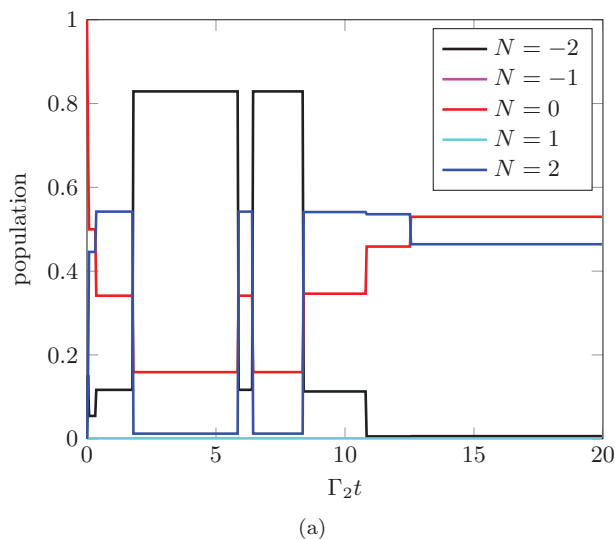 1
0.8
0.6
0.4
0.2
0
0 5 10 15 20
population
Γ₂t
N = −2
N = −1
N = 0
N = 1
N = 2
(a)